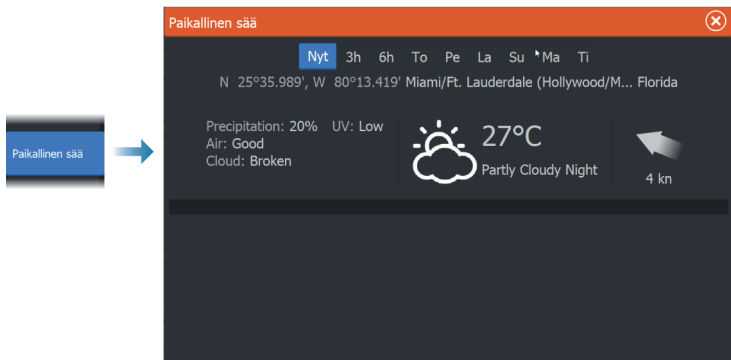 Paikallinen sää
Paikallinen sää
Nyt 3h 6h To Pe La Su Ma Ti
N 25°35.989', W 80°13.419' Miami/Ft. Lauderdale (Hollywood/M... Florida
Precipitation: 20% UV: Low
Air: Good
Cloud: Broken
27°C
Partly Cloudy Night
4 kn